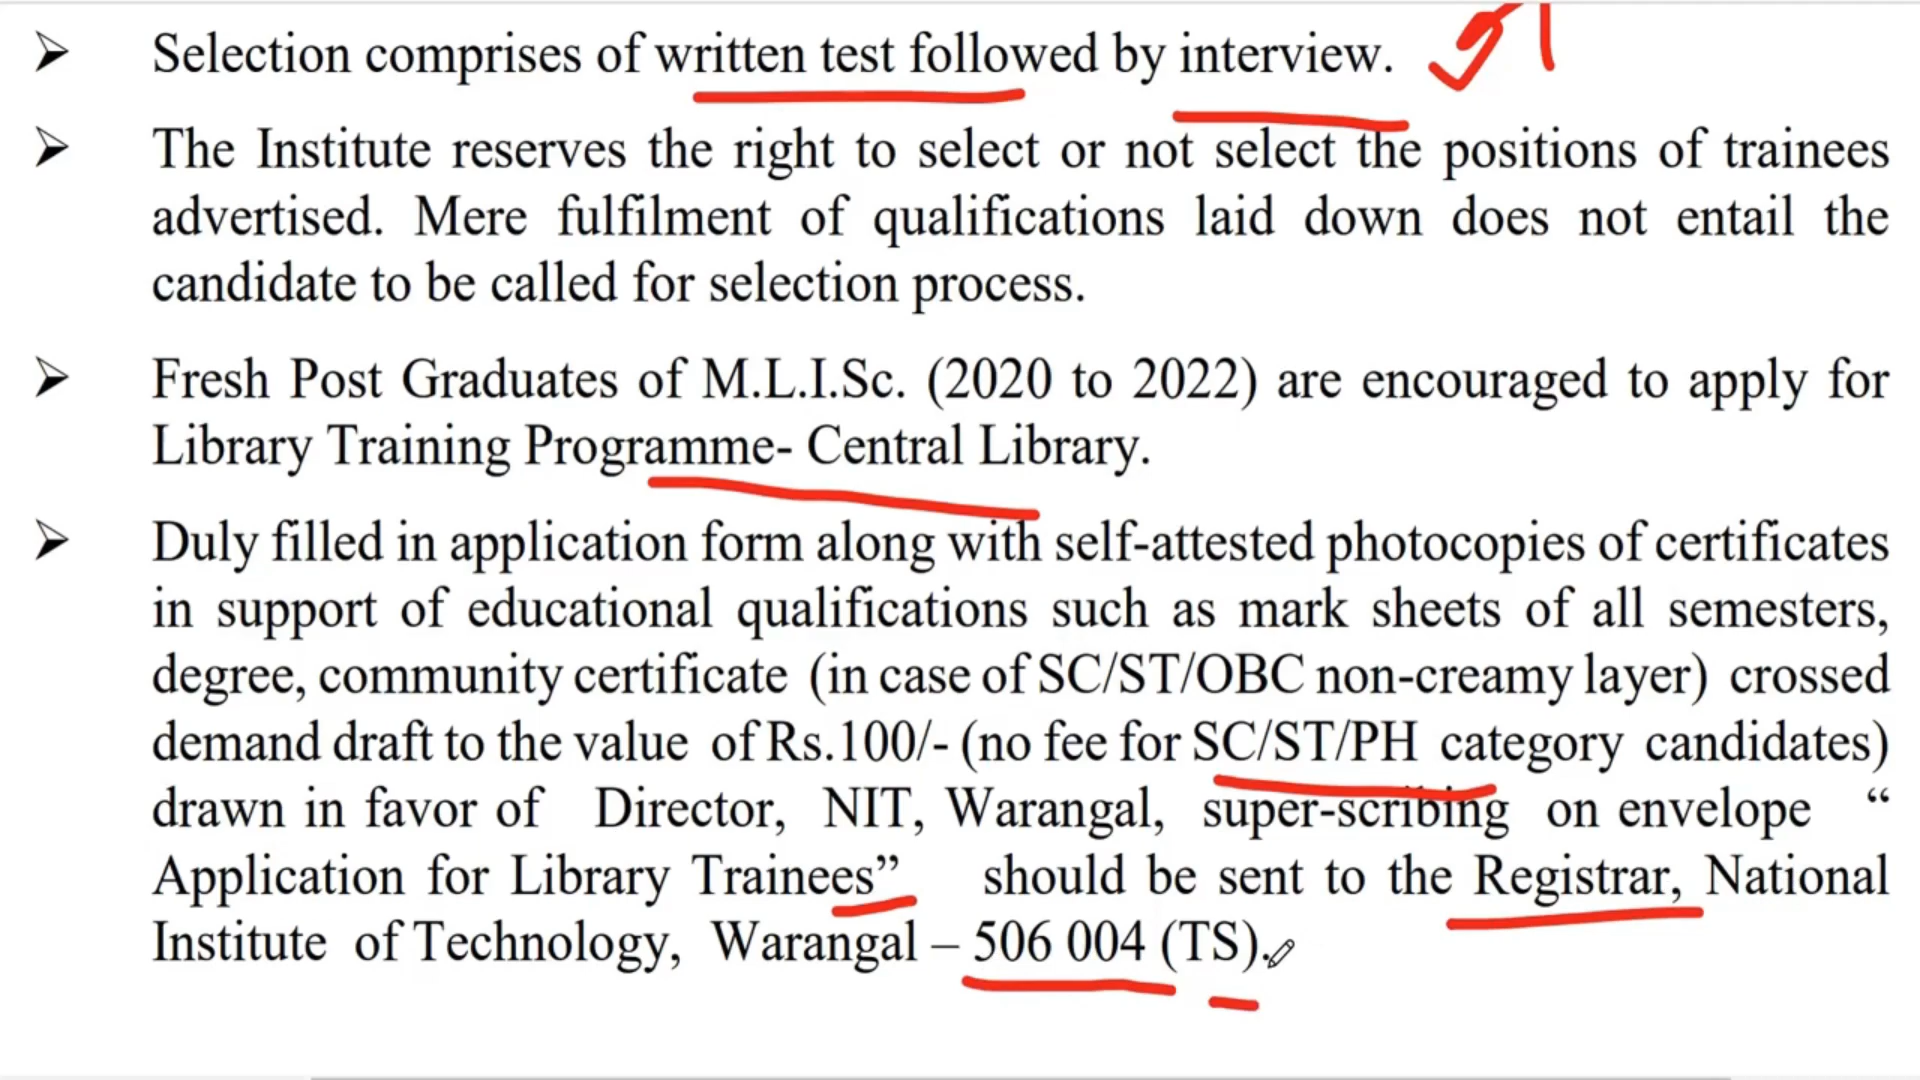 ➤ Selection comprises of written test followed by interview.
➤ The Institute reserves the right to select or not select the positions of trainees
advertised. Mere fulfilment of qualifications laid down does not entail the
candidate to be called for selection process.
➤ Fresh Post Graduates of M.L.I.Sc. (2020 to 2022) are encouraged to apply for
Library Training Programme- Central Library.
➤ Duly filled in application form along with self-attested photocopies of certificates
in support of educational qualifications such as mark sheets of all semesters,
degree, community certificate (in case of SC/ST/OBC non-creamy layer) crossed
demand draft to the value of Rs.100/- (no fee for SC/ST/PH category candidates)
drawn in favor of Director, NIT, Warangal, super-scribing on envelope “
Application for Library Trainees” should be sent to the Registrar, National
Institute of Technology, Warangal – 506 004 (TS).